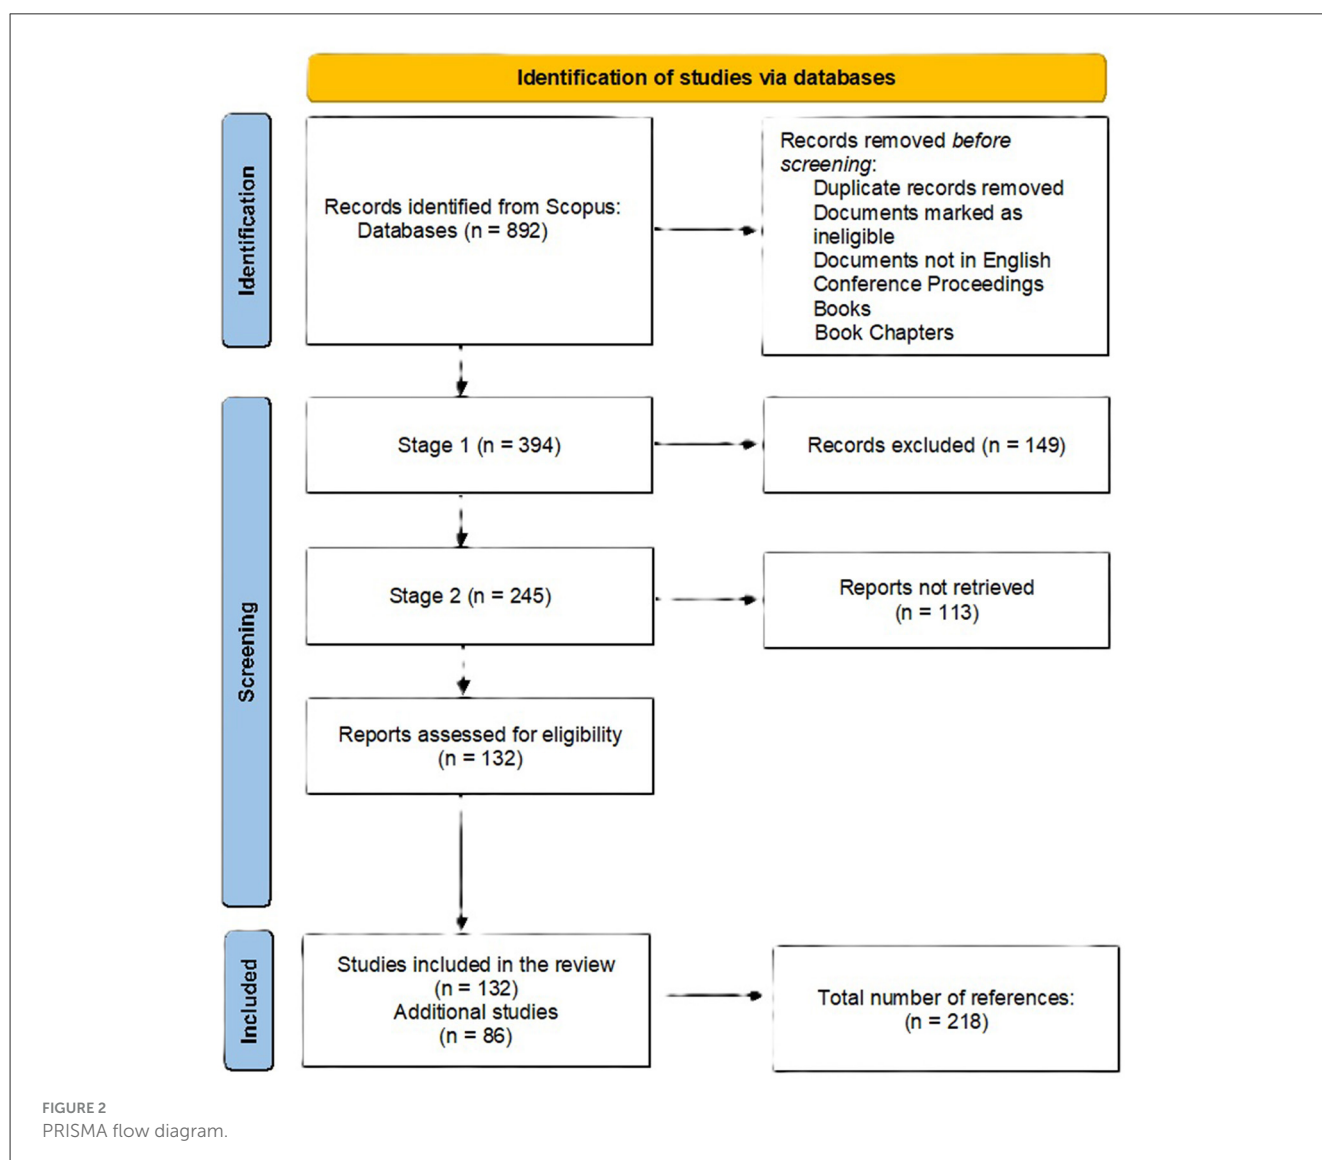 Identification of studies via databases
Identification
Records identified from Scopus:
Databases (n = 892)
Records removed before
screening:
Duplicate records removed
Documents marked as
ineligible
Documents not in English
Conference Proceedings
Books
Book Chapters
Screening
Stage 1 (n = 394)
Records excluded (n = 149)
Stage 2 (n = 245)
Reports not retrieved
(n = 113)
Reports assessed for eligibility
(n = 132)
Included
Studies included in the review
(n = 132)
Additional studies
(n = 86)
Total number of references:
(n = 218)
FIGURE 2
PRISMA flow diagram.